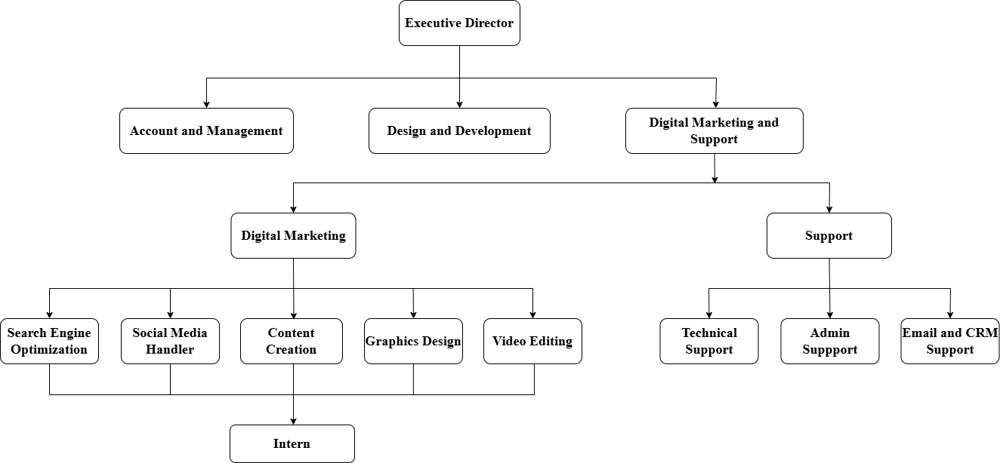 Executive Director
Account and Management
Design and Development
Digital Marketing and
Support
Digital Marketing
Support
Search Engine
Optimization
Social Media
Handler
Content
Creation
Graphics Design
Video Editing
Technical
Support
Admin
Suppport
Email and CRM
Support
Intern